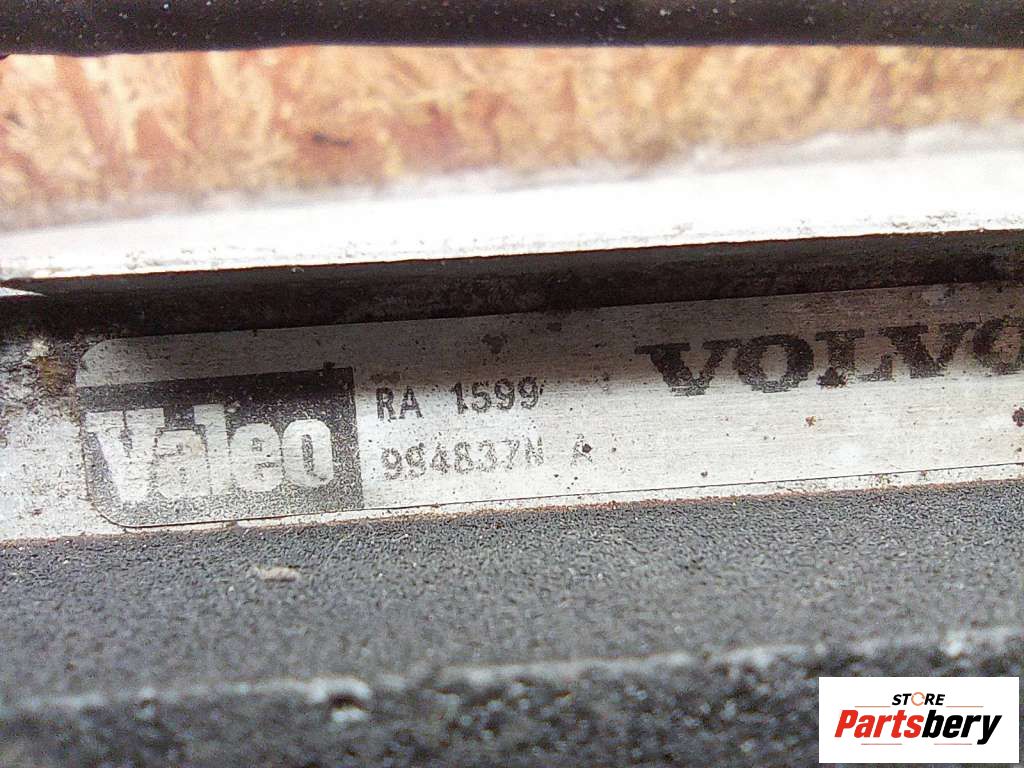 Valeo
RA 1599
994837N A
VOLVO
STORE
Partsbery